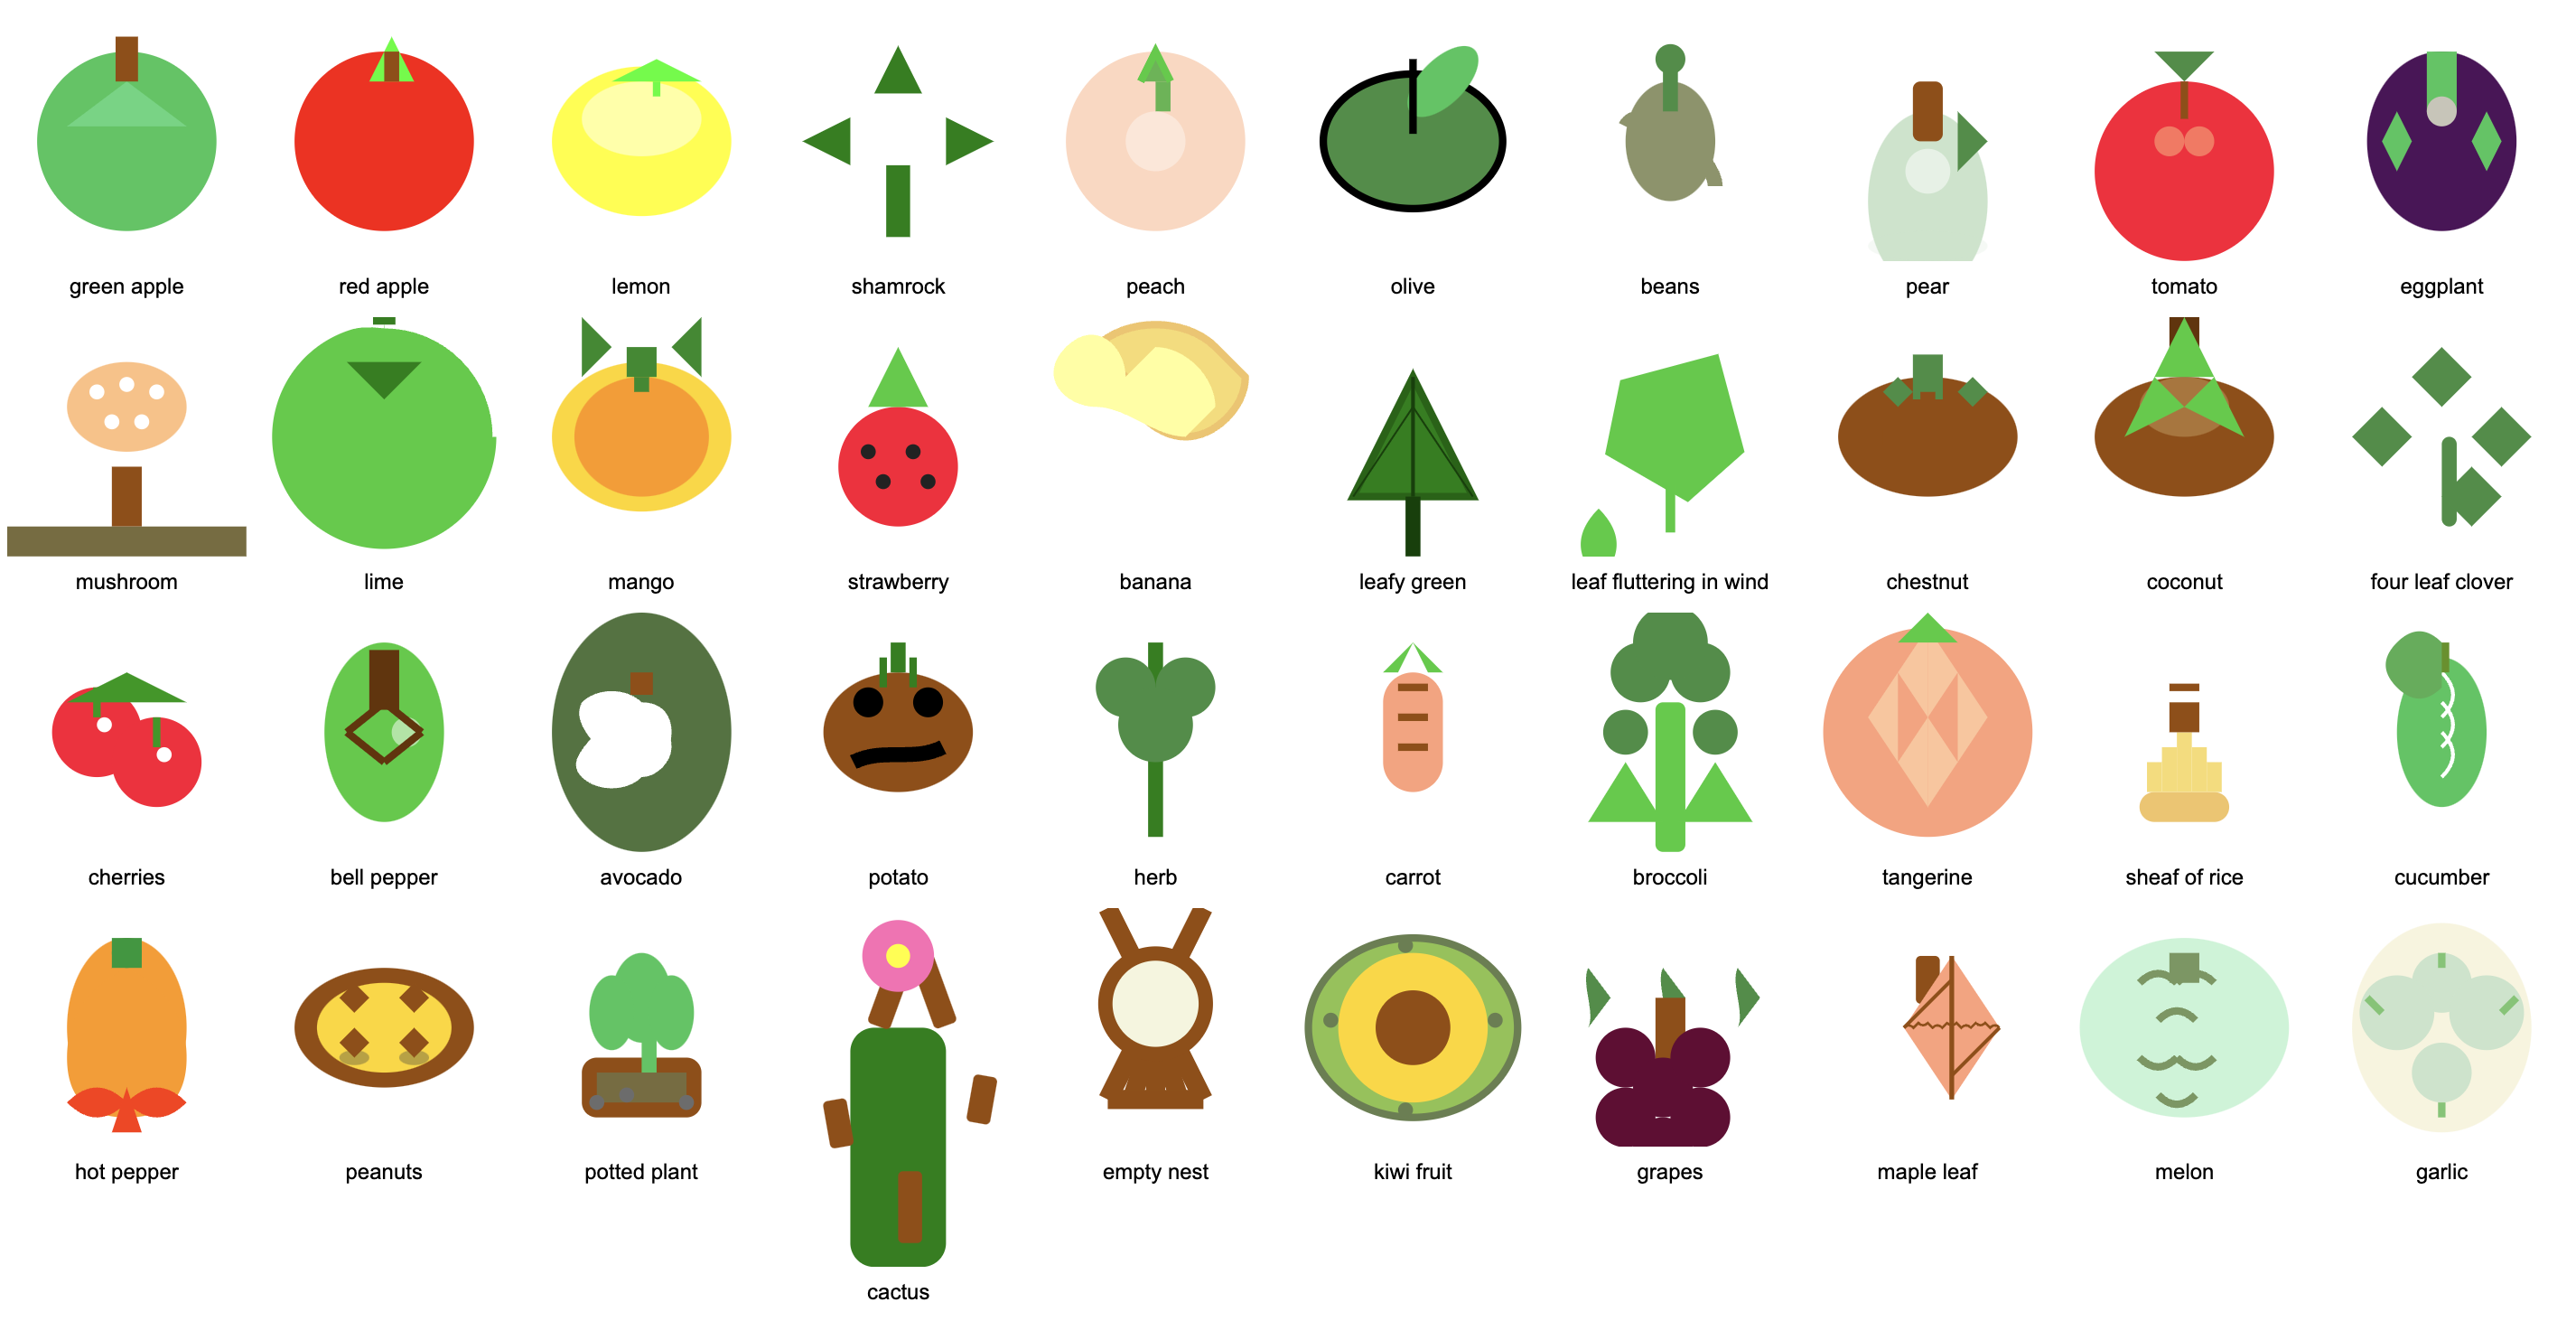 green apple
red apple
lemon
shamrock
peach
olive
beans
pear
tomato
eggplant
mushroom
lime
mango
strawberry
banana
leafy green
leaf fluttering in wind
chestnut
coconut
four leaf clover
cherries
bell pepper
avocado
potato
herb
carrot
broccoli
tangerine
sheaf of rice
cucumber
hot pepper
peanuts
potted plant
cactus
empty nest
kiwi fruit
grapes
maple leaf
melon
garlic